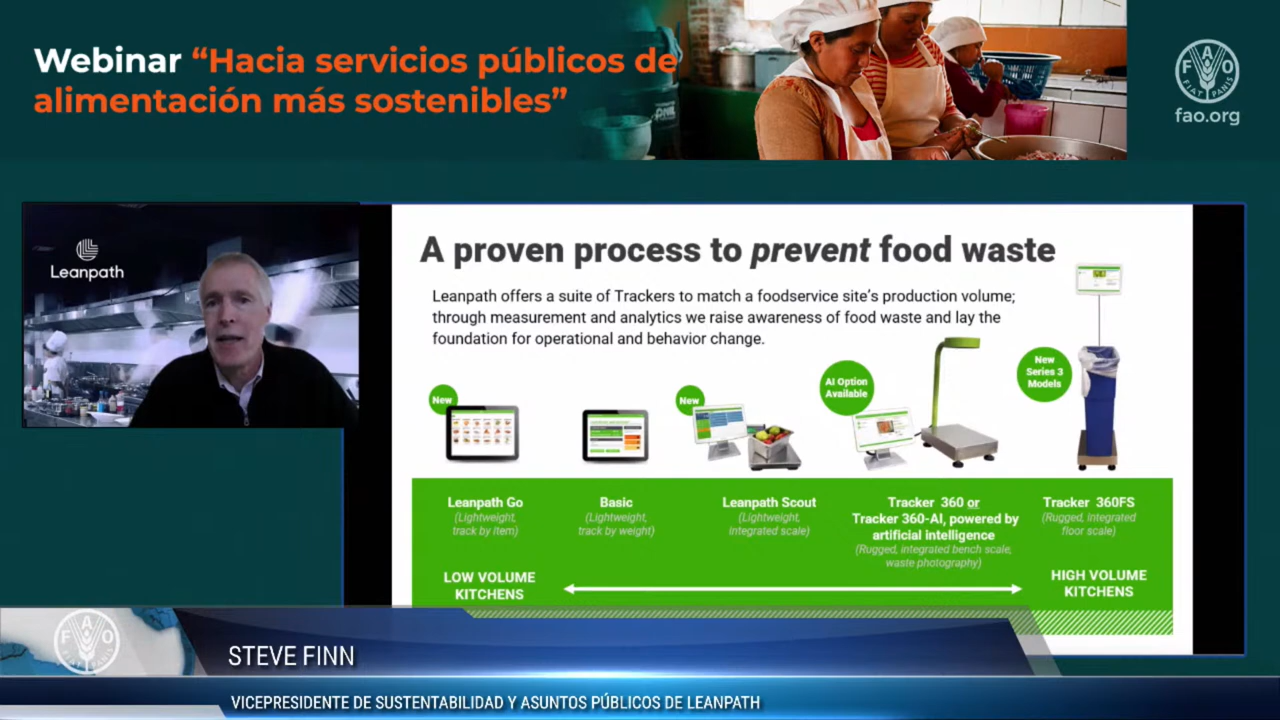 Webinar “Hacia servicios públicos de
alimentación más sostenibles”
F A O
FIAT PANIS
fao.org
Leanpath
A proven process to prevent food waste
Leanpath offers a suite of Trackers to match a foodservice site’s production volume;
through measurement and analytics we raise awareness of food waste and lay the
foundation for operational and behavior change.
New
New
AI Option
Available
New
Series 3
Models
Leanpath Go
(Lightweight,
track by item)
Basic
(Lightweight,
track by weight)
Leanpath Scout
(Lightweight,
integrated scale)
Tracker 360 or
Tracker 360-AI, powered by
artificial intelligence
(Rugged, integrated bench scale,
waste photography)
Tracker 360FS
(Rugged, integrated
floor scale)
LOW VOLUME
KITCHENS
HIGH VOLUME
KITCHENS
F A O
FIAT PANIS
STEVE FINN
VICEPRESIDENTE DE SUSTENTABILIDAD Y ASUNTOS PÚBLICOS DE LEANPATH